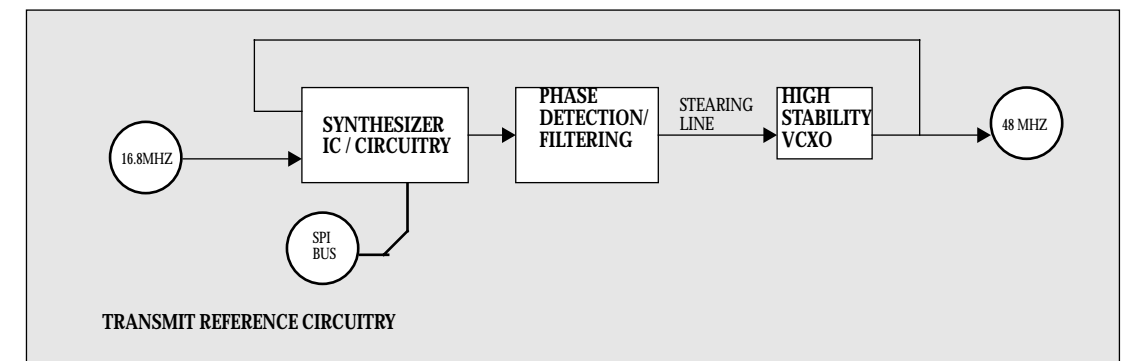 PHASE
DETECTION/
FILTERING
STEARING
LINE
HIGH
STABILITY
VCXO
SYNTHESIZER
IC / CIRCUITRY
48 MHZ
16.8MHZ
SPI
BUS
TRANSMIT REFERENCE CIRCUITRY